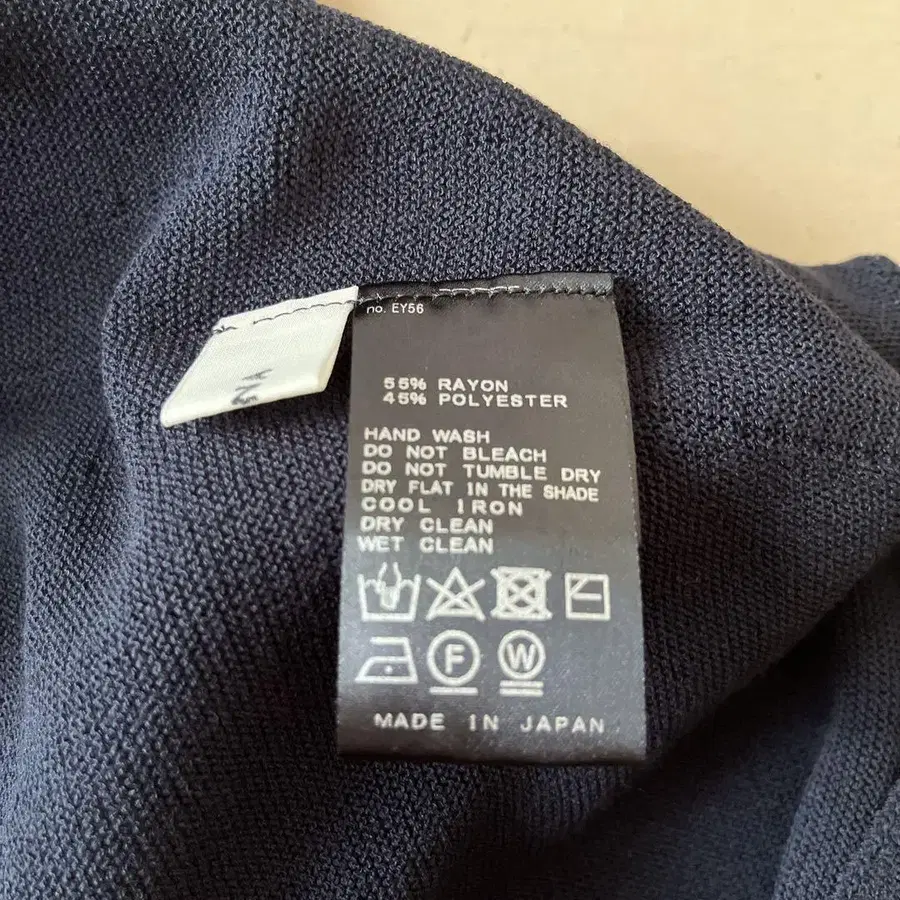 no. EY56
55% RAYON
45% POLYESTER
HAND WASH
DO NOT BLEACH
DO NOT TUMBLE DRY
DRY FLAT IN THE SHADE
COOL IRON
DRY CLEAN
WET CLEAN
F W
MADE IN JAPAN